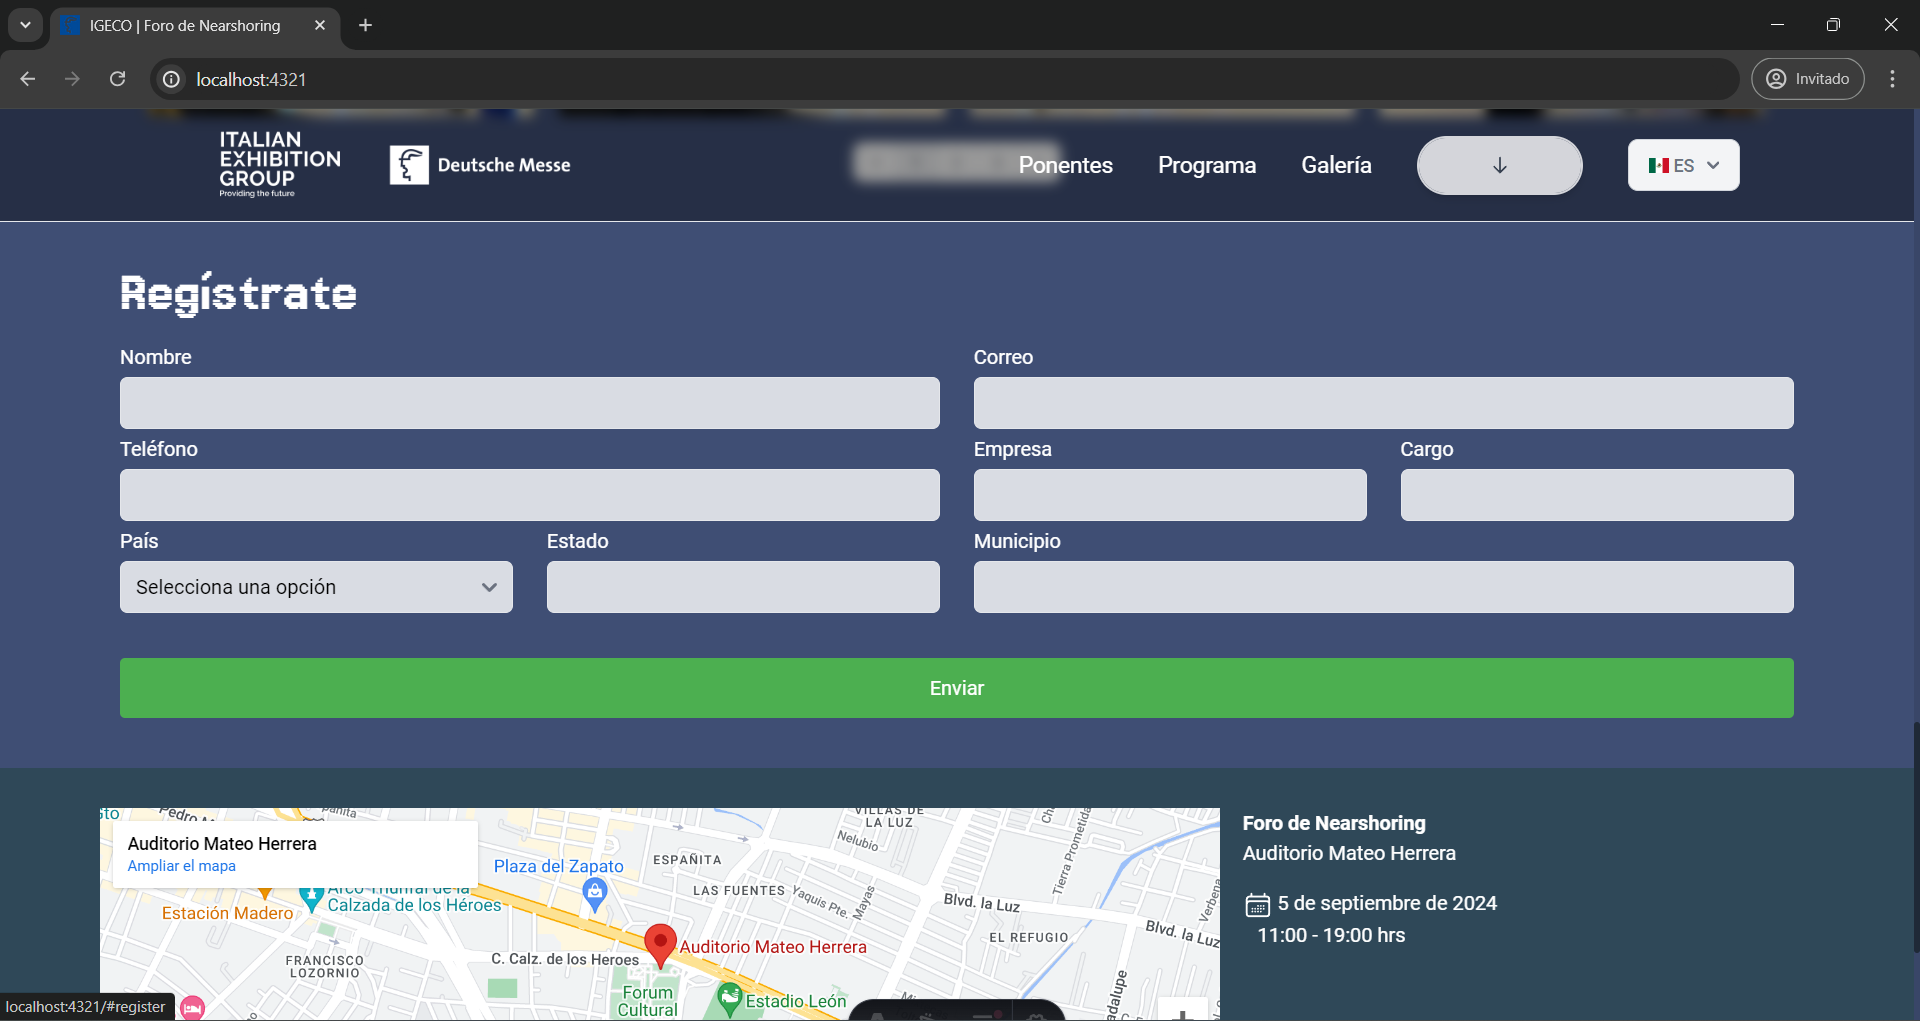 IGECO | Foro de Nearshoring
localhost:4321
Invitado
ITALIAN
EXHIBITION
GROUP
Providing the future
Deutsche Messe
Ponentes
Programa
Galería
ES
Regístrate
Nombre
Correo
Teléfono
Empresa
Cargo
País
Estado
Municipio
Selecciona una opción
Enviar
Auditorio Mateo Herrera
Ampliar el mapa
Calzada de los Héroes
Estación Madero
FRANCISCO
LOZORNIO
Plaza del Zapato
ESPAÑITA
LAS FUENTES
VILLAS DE
LA LUZ
Nelubio
Yaquis Pte.
Mayas
Tierra Prometida
Blvd. la Luz
EL REFUGIO
Blvd. la Luz
Verbena
C. Calz. de los Heroes
Auditorio Mateo Herrera
Forum
Cultural
Estadio León
Foro de Nearshoring
Auditorio Mateo Herrera
5 de septiembre de 2024
11:00 - 19:00 hrs
localhost:4321/#register